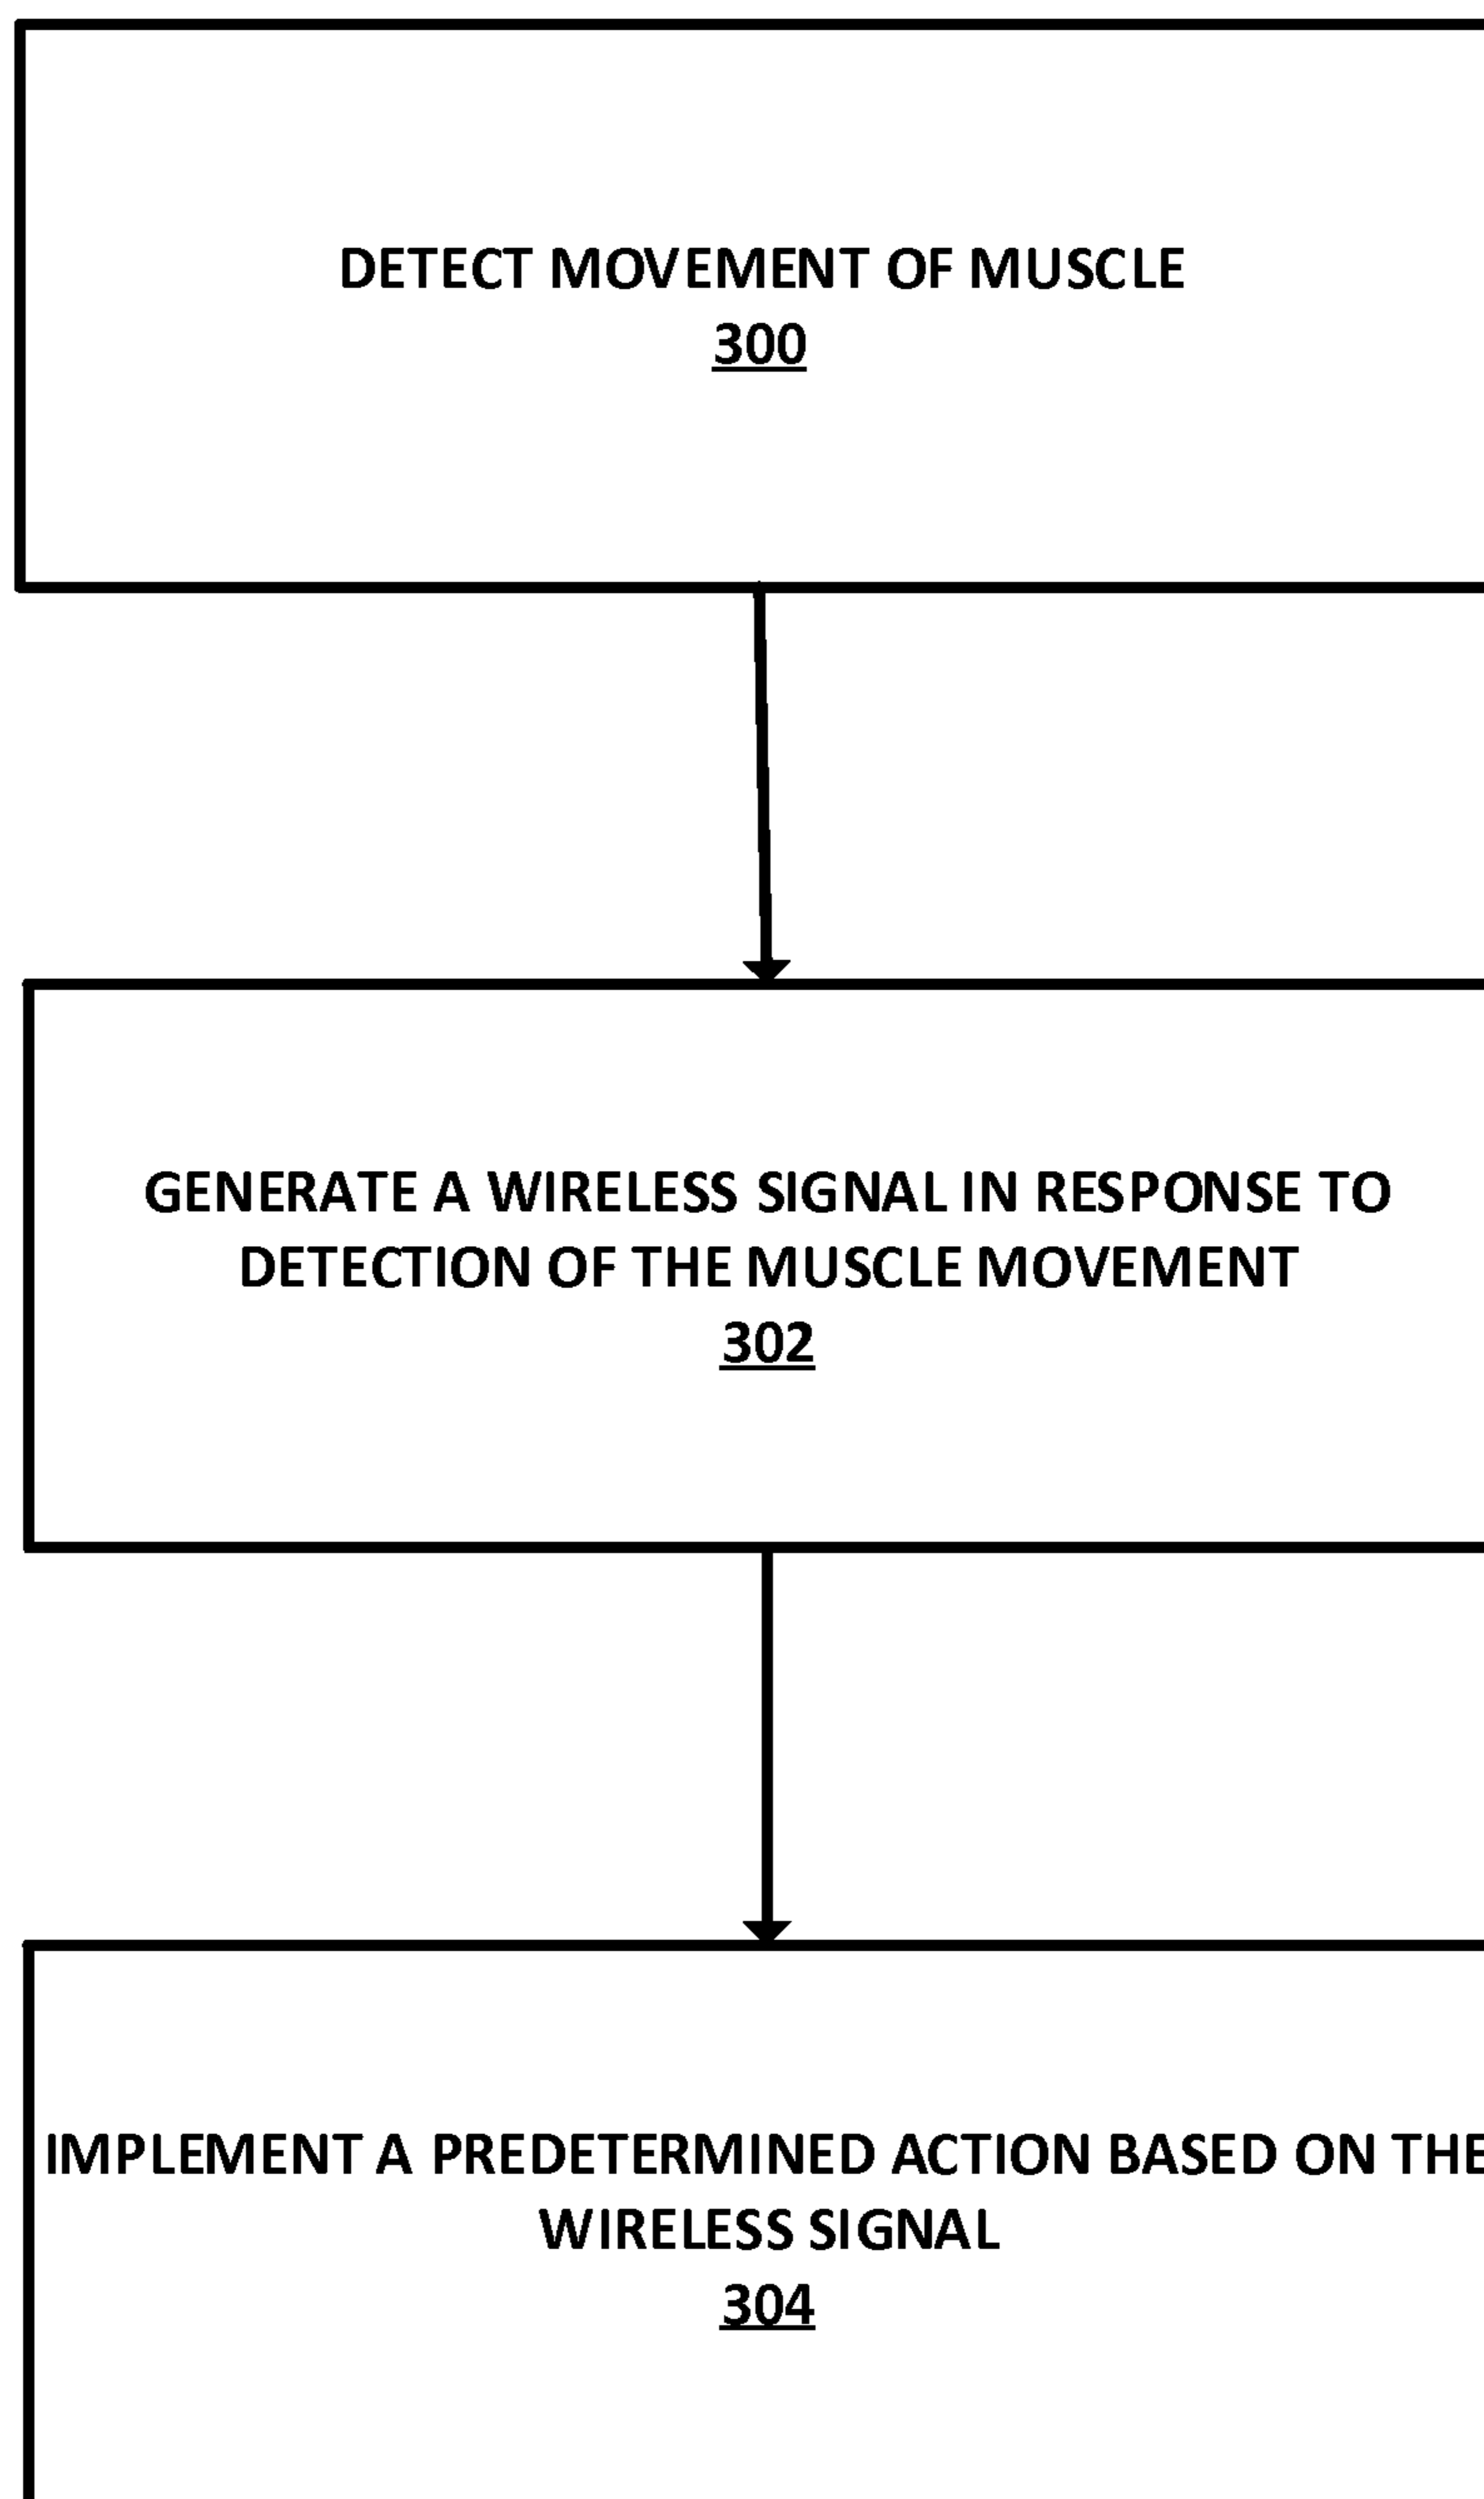 DETECT MOVEMENT OF MUSCLE
300
GENERATE A WIRELESS SIGNAL IN RESPONSE TO
DETECTION OF THE MUSCLE MOVEMENT
302
IMPLEMENT A PREDETERMINED ACTION BASED ON THE
WIRELESS SIGNAL
304